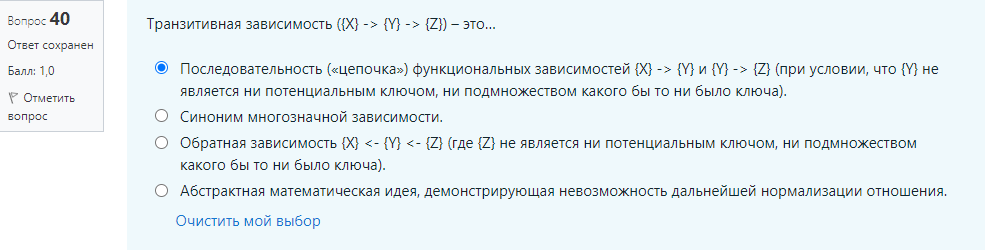 Вопрос 40
Ответ сохранен
Балл: 1,0
Отметить
вопрос
Транзитивная зависимость ({X} -> {Y} -> {Z}) – это...
Последовательность («цепочка») функциональных зависимостей {X} -> {Y} и {Y} -> {Z} (при условии, что {Y} не
является ни потенциальным ключом, ни подмножеством какого бы то ни было ключа).
Синоним многозначной зависимости.
Обратная зависимость {X} <- {Y} <- {Z} (где {Z} не является ни потенциальным ключом, ни подмножеством
какого бы то ни было ключа).
Абстрактная математическая идея, демонстрирующая невозможность дальнейшей нормализации отношения.
Очистить мой выбор